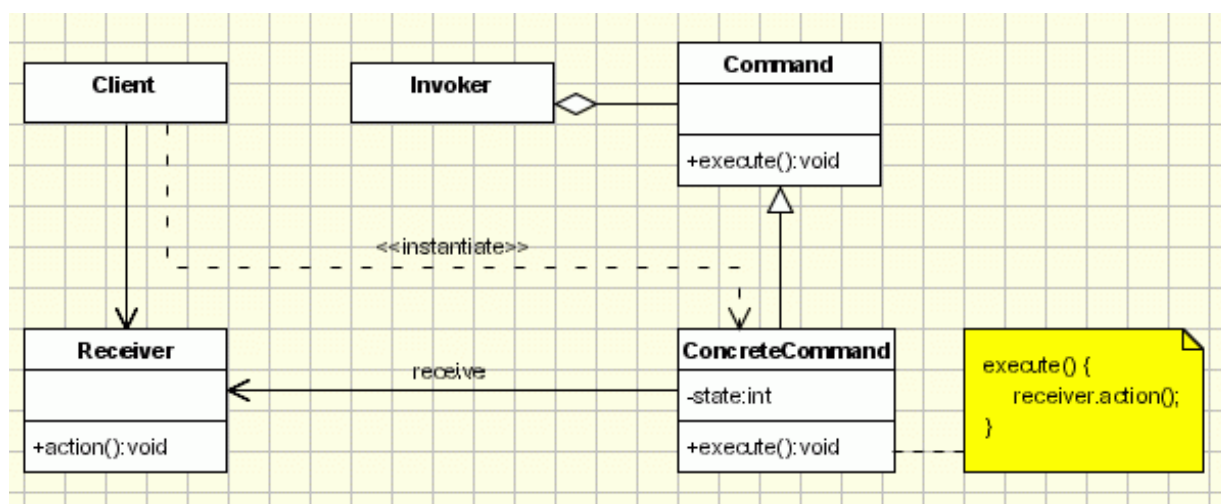 Client
Invoker
Command
+execute():void
<<instantiate>>
Receiver
+action():void
receive
ConcreteCommand
-state:int
+execute():void
execute() {
receiver.action();
}